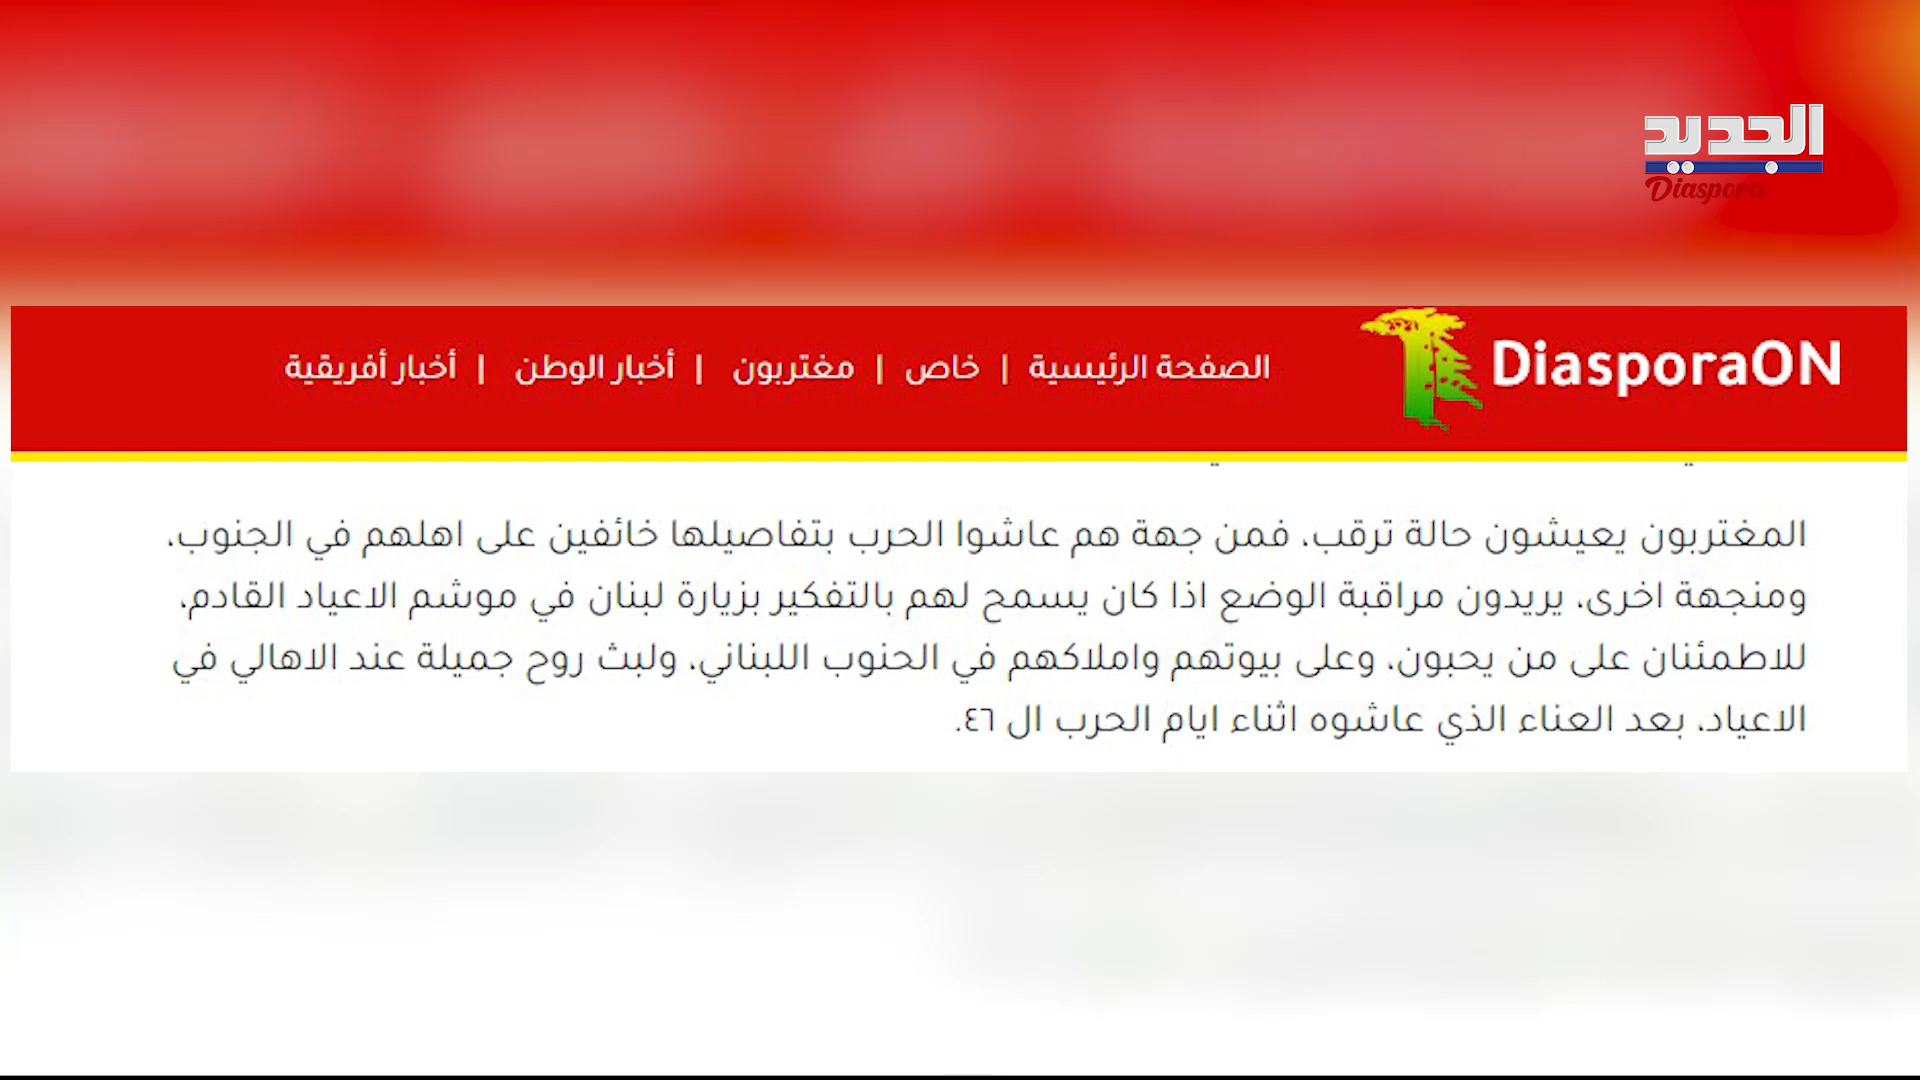 الجديد
Diaspora
DiasporaON
الصفحة الرئيسية | خاص | مغتربون | أخبار الوطن | أخبار أفريقية
المغتربون يعيشون حالة ترقب، فمن جهة هم عاشوا الحرب بتفاصيلها خائفين على اهلهم في الجنوب،
ومنجهة اخرى، يريدون مراقبة الوضع اذا كان يسمح لهم بالتفكير بزيارة لبنان في موشم الاعياد القادم،
للاطمئنان على من يحبون، وعلى بيوتهم واملاكهم في الحنوب اللبناني، ولبث روح جميلة عند الاهالي في
الاعياد، بعد العناء الذي عاشوه اثناء ايام الحرب ال ٤٦.